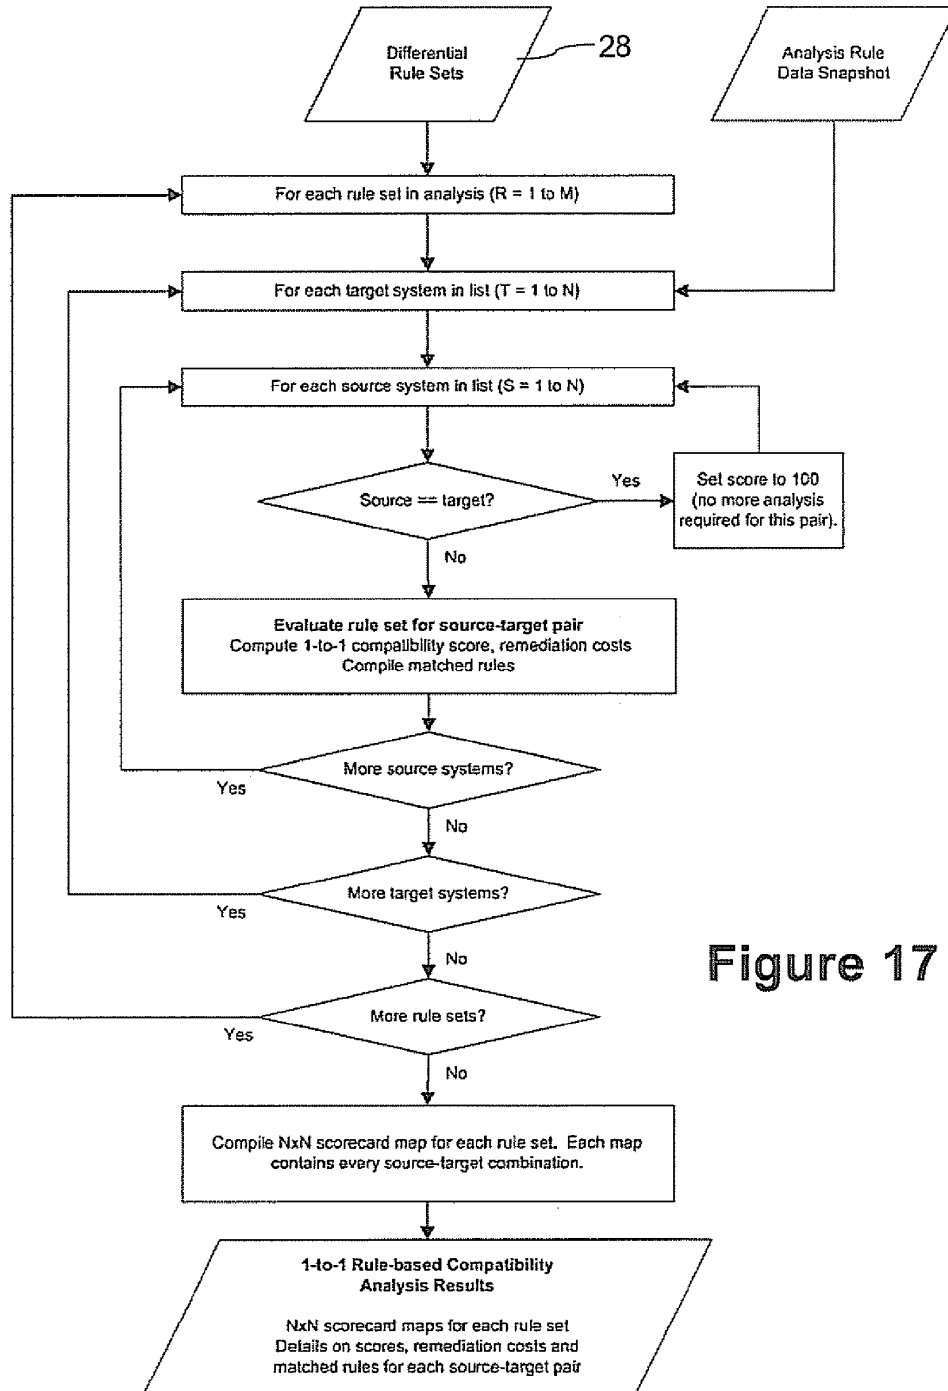 Differential
Rule Sets
28
Analysis Rule
Data Snapshot
For each rule set in analysis (R = 1 to M)
For each target system in list (T = 1 to N)
For each source system in list (S = 1 to N)
Source == target?
Yes
Set score to 100
(no more analysis
required for this pair).
No
Evaluate rule set for source-target pair
Compute 1-to-1 compatibility score, remediation costs
Compile matched rules
More source systems?
Yes
No
More target systems?
Yes
No
More rule sets?
Yes
No
Figure 17
Compile NxN scorecard map for each rule set. Each map
contains every source-target combination.
1-to-1 Rule-based Compatibility
Analysis Results
NxN scorecard maps for each rule set
Details on scores, remediation costs and
matched rules for each source-target pair